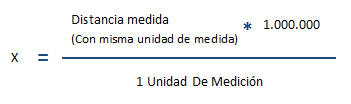 Distancia medida
(Con misma unidad de medida) * 1.000.000
X =
1 Unidad De Medición